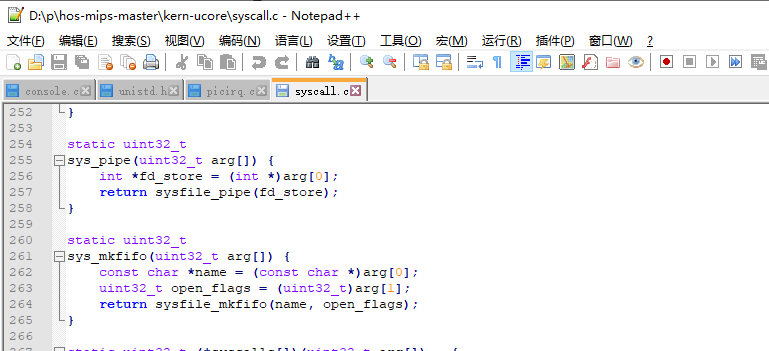 D:\p\hos-mips-master\kern-ucore\syscall.c - Notepad++
文件(F) 编辑(E) 搜索(S) 视图(V) 编码(N) 语言(L) 设置(T) 工具(O) 宏(M) 运行(R) 插件(P) 窗口(W) ?
console.c unistd.h picirq.c syscall.c
252 }
253
254 static uint32_t
255 sys_pipe(uint32_t arg[]) {
256 int *fd_store = (int *)arg[0];
257 return sysfile_pipe(fd_store);
258 }
259
260 static uint32_t
261 sys_mkfifo(uint32_t arg[]) {
262 const char *name = (const char *)arg[0];
263 uint32_t open_flags = (uint32_t)arg[1];
264 return sysfile_mkfifo(name, open_flags);
265 }
266